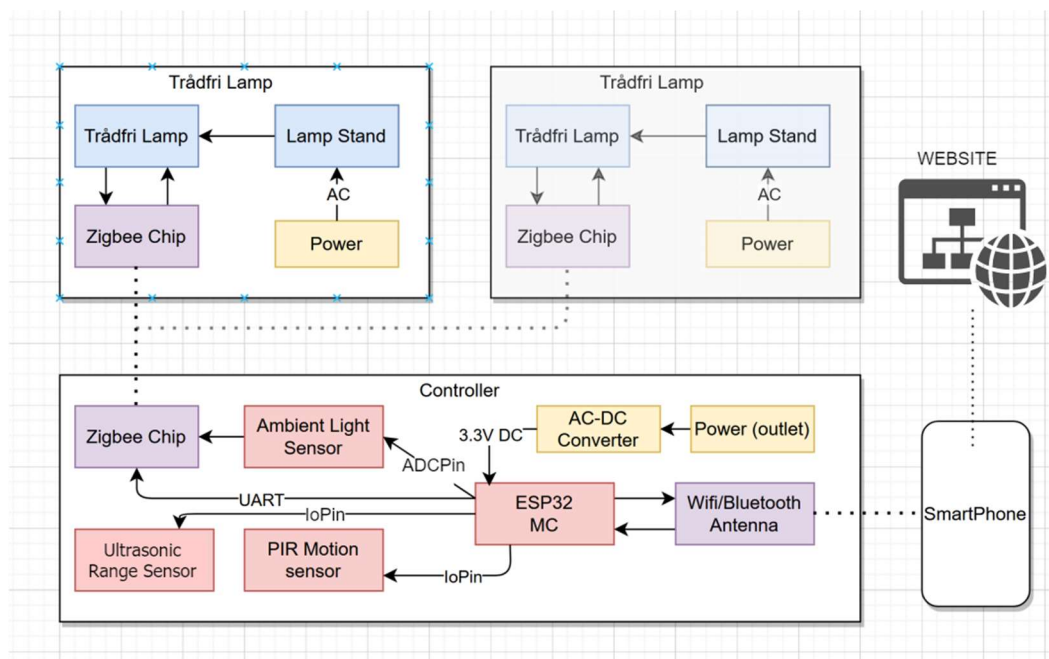 Trådfri Lamp
Trådfri Lamp
Lamp Stand
AC
Zigbee Chip
Power
Trådfri Lamp
Trådfri Lamp
Lamp Stand
AC
Zigbee Chip
Power
WEBSITE
Controller
Zigbee Chip
Ambient Light
Sensor
AC-DC
Converter
Power (outlet)
3.3V DC
ADCPin
UART
IoPin
ESP32
MC
Wifi/Bluetooth
Antenna
SmartPhone
Ultrasonic
Range Sensor
PIR Motion
sensor
IoPin